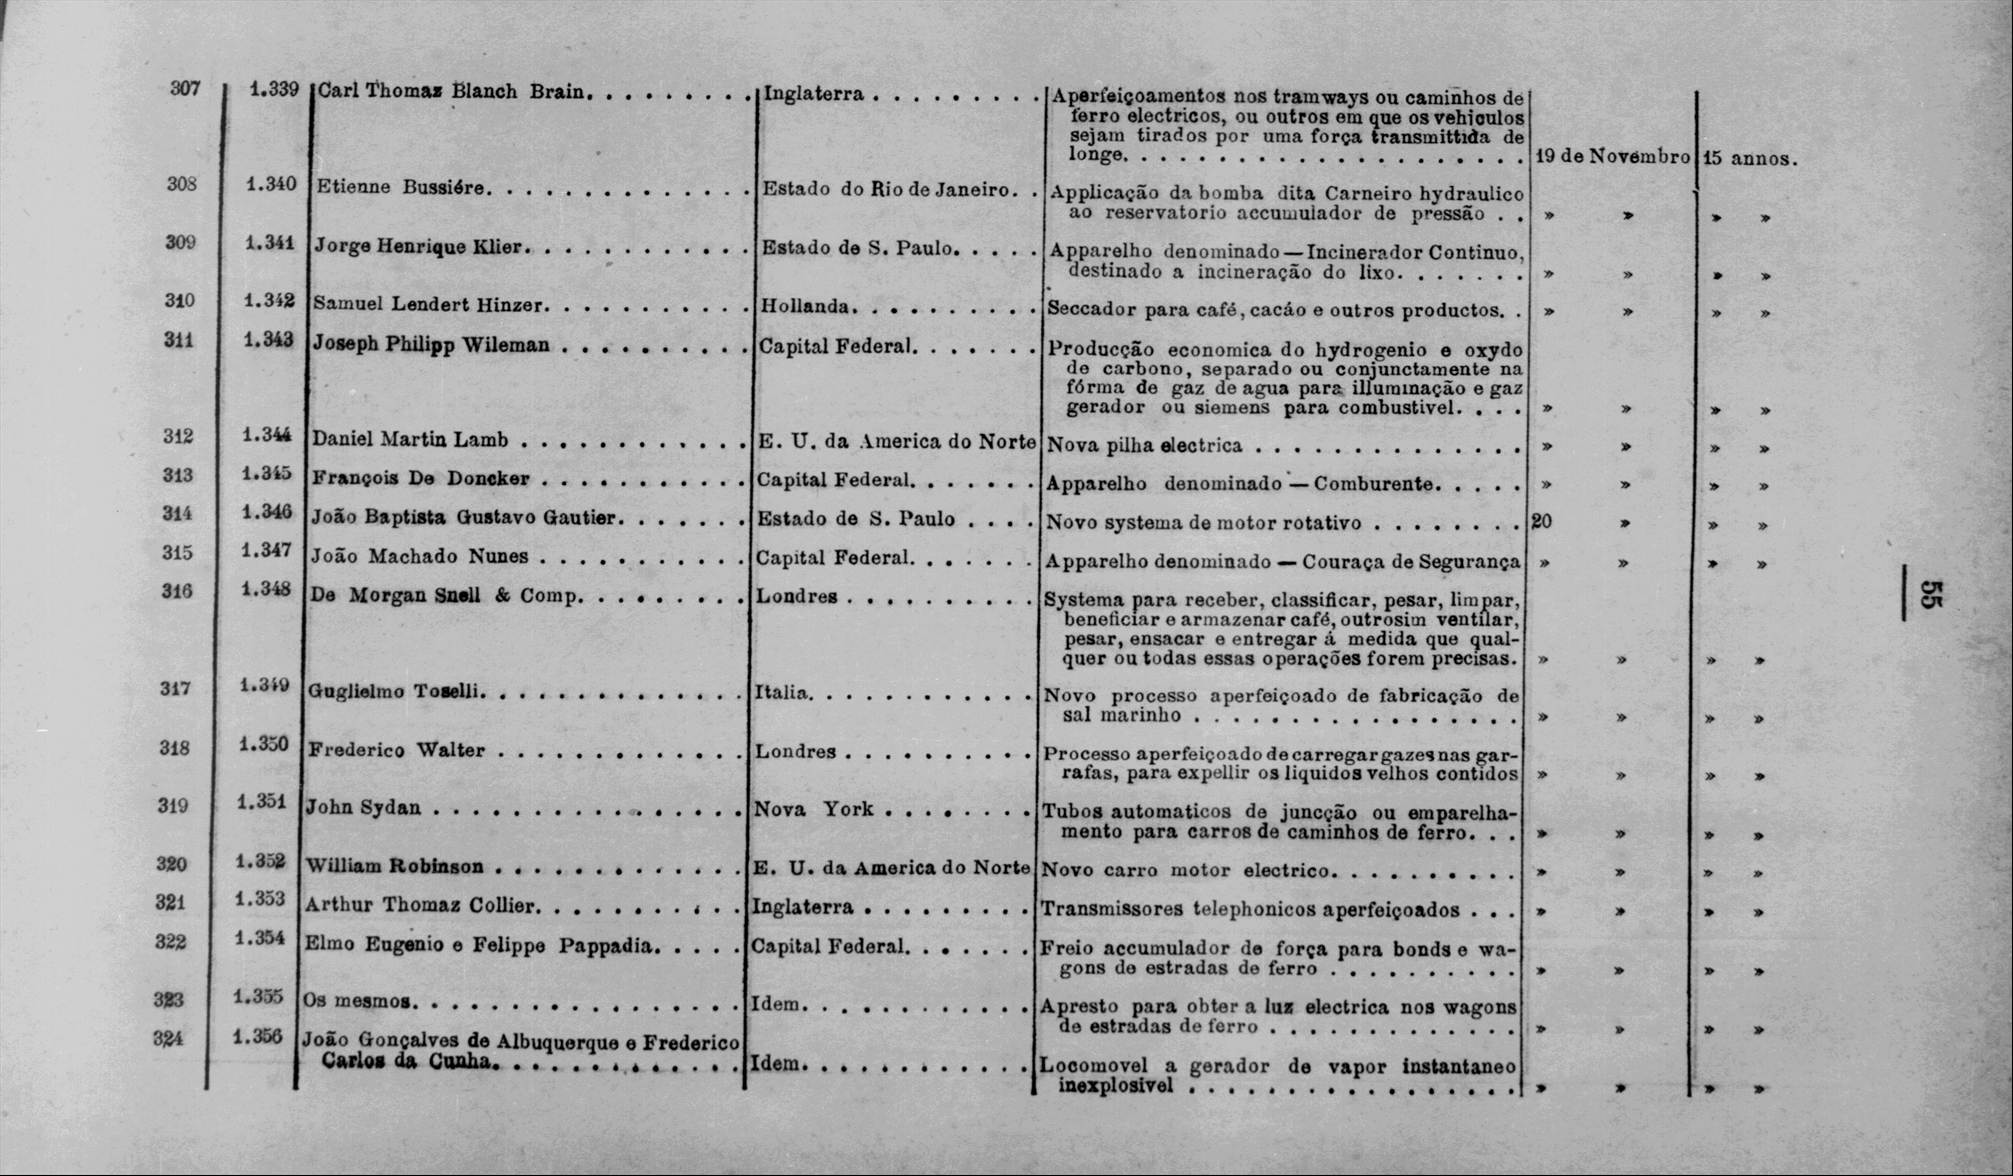 307 1.339 Carl Thomaz Blanch Brain. . . . . . . . . Inglaterra . . . . . . . . . Aperfeiçoamentos nos tramways ou caminhos de
ferro electricos, ou outros em que os vehiculos
sejam tirados por uma força transmittida de
longe. . . . . . . . . . . . . . . . . . . . . 19 de Novembro 15 annos.
308 1.340 Etienne Bussiére. . . . . . . . . . . . . . Estado do Rio de Janeiro. . Applicação da bomba dita Carneiro hydraulico
ao reservatorio accumulador de pressão . . » » » »
309 1.341 Jorge Henrique Klier. . . . . . . . . . . . Estado de S. Paulo. . . . . Apparelho denominado — Incinerador Continuo,
destinado a incineração do lixo. . . . . . . » » » »
310 1.342 Samuel Lendert Hinzer. . . . . . . . . . . Hollanda. . . . . . . . . . Seccador para café, cacáo e outros productos. . » » » »
311 1.343 Joseph Philipp Wileman . . . . . . . . . . Capital Federal. . . . . . . Producção economica do hydrogenio e oxydo
de carbono, separado ou conjunctamente na
fórma de gaz de agua para illuminação e gaz
gerador ou siemens para combustivel. . . . » » » »
312 1.344 Daniel Martin Lamb . . . . . . . . . . . . E. U. da America do Norte Nova pilha electrica . . . . . . . . . . . . . . » » » »
313 1.345 François De Doncker . . . . . . . . . . . Capital Federal. . . . . . . Apparelho denominado — Comburente. . . . . » » » »
314 1.346 João Baptista Gustavo Gautier. . . . . . . Estado de S. Paulo . . . . Novo systema de motor rotativo . . . . . . . . 20 » » »
315 1.347 João Machado Nunes . . . . . . . . . . . Capital Federal. . . . . . . Apparelho denominado — Couraça de Segurança » » » »
316 1.348 De Morgan Snell & Comp. . . . . . . . . Londres . . . . . . . . . . Systema para receber, classificar, pesar, limpar,
beneficiar e armazenar café, outrosim ventilar,
pesar, ensacar e entregar á medida que qual-
quer ou todas essas operações forem precisas. » » » »
317 1.349 Guglielmo Toselli. . . . . . . . . . . . . . Italia. . . . . . . . . . . . Novo processo aperfeiçoado de fabricação de
sal marinho . . . . . . . . . . . . . . . . . » » » »
318 1.350 Frederico Walter . . . . . . . . . . . . . Londres . . . . . . . . . . Processo aperfeiçoado de carregar gazes nas gar-
rafas, para expellir os liquidos velhos contidos » » » »
319 1.351 John Sydan . . . . . . . . . . . . . . . . Nova York . . . . . . . . Tubos automaticos de juncção ou emparelha-
mento para carros de caminhos de ferro. . . » » » »
320 1.352 William Robinson . . . . . . . . . . . . . E. U. da America do Norte Novo carro motor electrico. . . . . . . . . . » » » »
321 1.353 Arthur Thomaz Collier. . . . . . . . . . . Inglaterra . . . . . . . . . Transmissores telephonicos aperfeiçoados . . . » » » »
322 1.354 Elmo Eugenio e Felippe Pappadia. . . . . Capital Federal. . . . . . . Freio accumulador de força para bonds e wa-
gons de estradas de ferro . . . . . . . . . . » » » »
323 1.355 Os mesmos. . . . . . . . . . . . . . . . . Idem. . . . . . . . . . . . Apresto para obter a luz electrica nos wagons
de estradas de ferro . . . . . . . . . . . . . » » » »
324 1.356 João Gonçalves de Albuquerque e Frederico
Carlos da Cunha. . . . . . . . . . . . . Idem. . . . . . . . . . . . Locomovel a gerador de vapor instantaneo
inexplosivel . . . . . . . . . . . . . . . . . » » » »
55